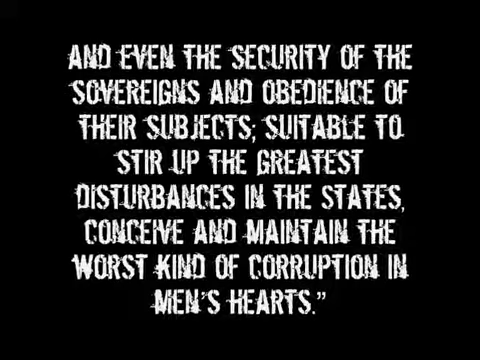 AND EVEN THE SECURITY OF THE
SOVEREIGNS AND OBEDIENCE OF
THEIR SUBJECTS; SUITABLE TO
STIR UP THE GREATEST
DISTURBANCES IN THE STATES,
CONCEIVE AND MAINTAIN THE
WORST KIND OF CORRUPTION IN
MEN'S HEARTS.”